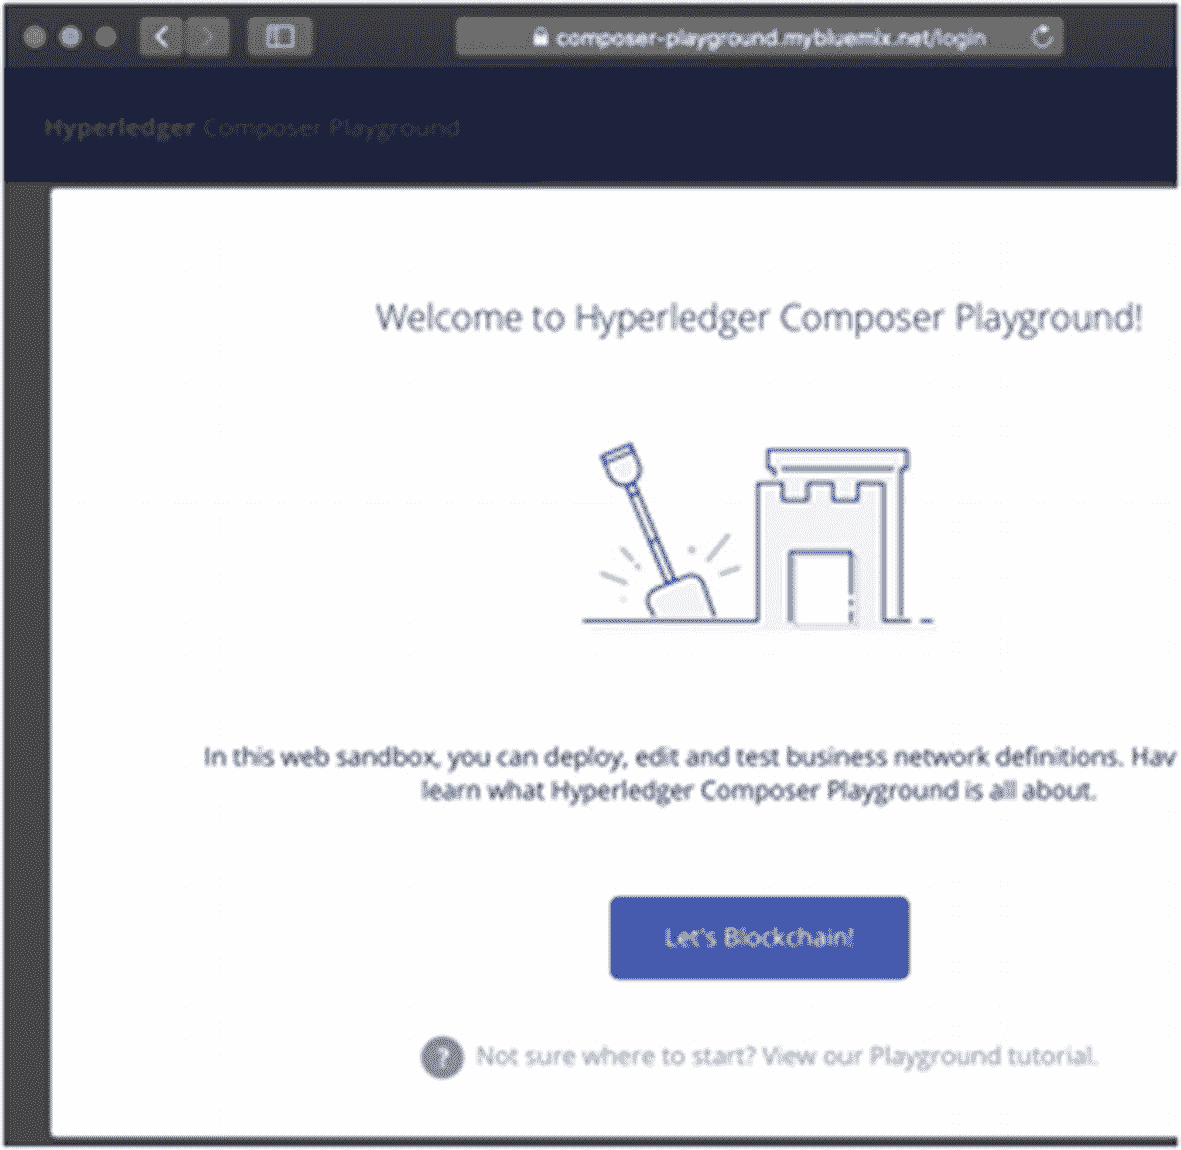 composer-playground.mybluemix.net/login
Hyperledger Composer Playground
Welcome to Hyperledger Composer Playground!
In this web sandbox, you can deploy, edit and test business network definitions. Hav
learn what Hyperledger Composer Playground is all about.
Let's Blockchain!
? Not sure where to start? View our Playground tutorial.